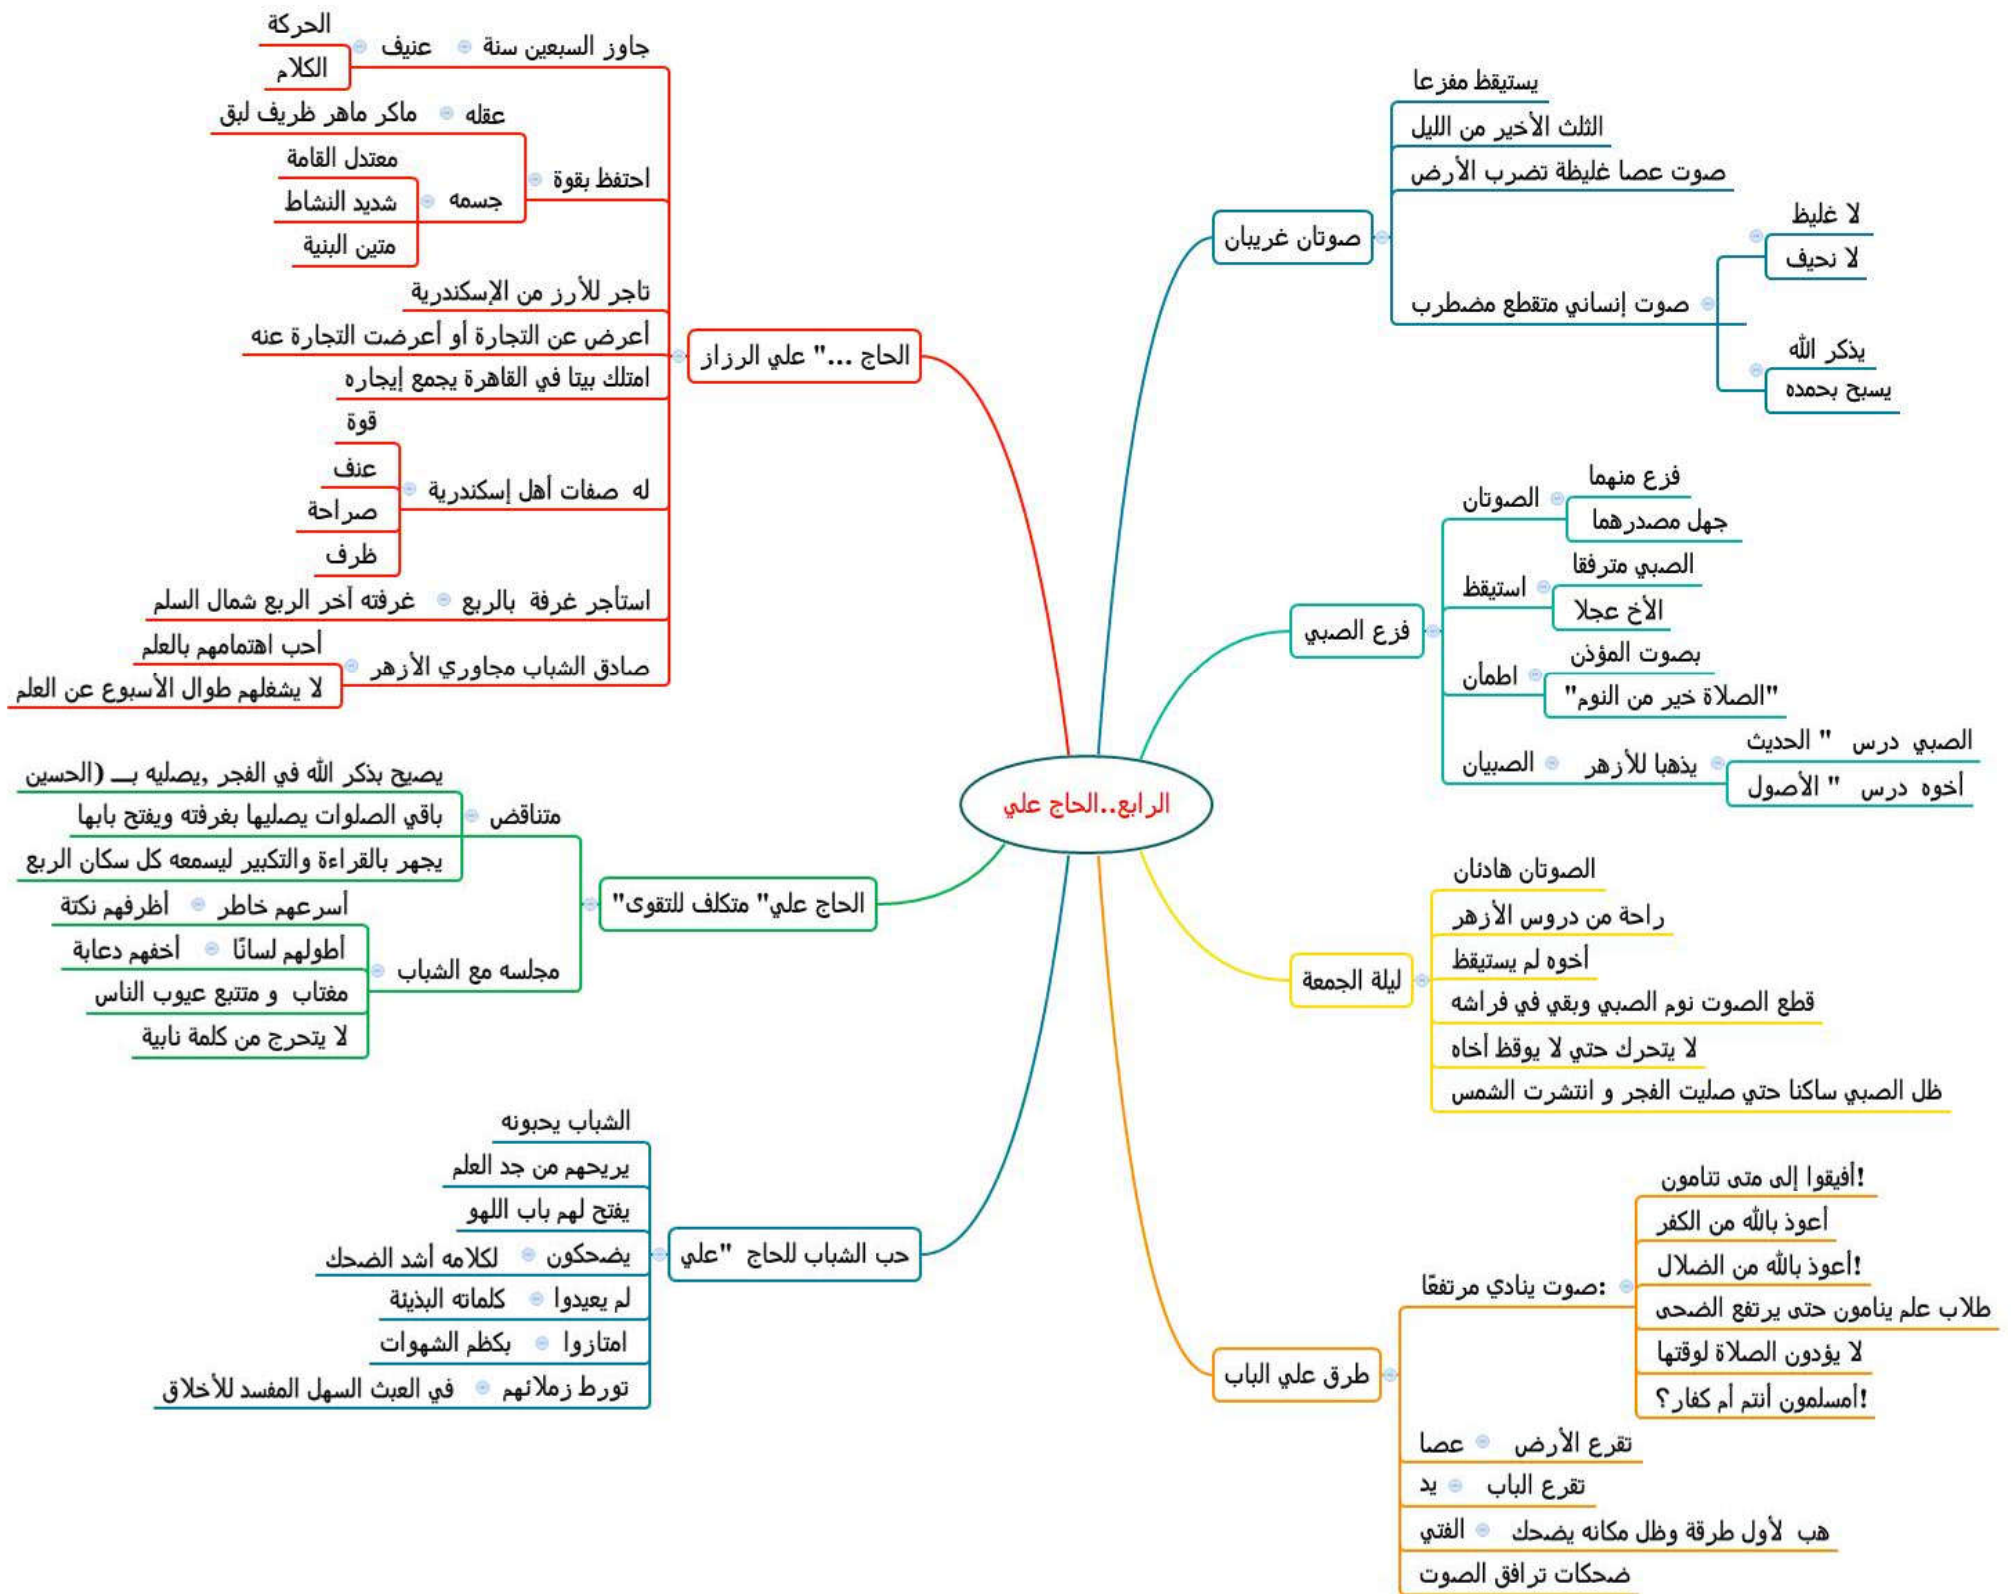 الرابع..الحاج علي
صوتان غريبان
يستيقظ مفزعا
الثلث الأخير من الليل
صوت عصا غليظة تضرب الأرض
صوت إنساني متقطع مضطرب
لا غليظ
لا نحيف
يذكر الله
يسبح بحمده
فزع الصبي
الصوتان
فزع منهما
جهل مصدرهما
استيقظ
الصبي مترفقا
الأخ عجلا
اطمأن
بصوت المؤذن
"الصلاة خير من النوم"
الصبيان
يذهبا للأزهر
الصبي درس " الحديث
أخوه درس " الأصول
ليلة الجمعة
الصوتان هادئان
راحة من دروس الأزهر
أخوه لم يستيقظ
قطع الصوت نوم الصبي وبقي في فراشه
لا يتحرك حتي لا يوقظ أخاه
ظل الصبي ساكنا حتي صليت الفجر و انتشرت الشمس
طرق علي الباب
:صوت ينادي مرتفعًا
!أفيقوا إلى متى تنامون
أعوذ بالله من الكفر
!أعوذ بالله من الضلال
طلاب علم ينامون حتى يرتفع الضحى
لا يؤدون الصلاة لوقتها
!أمسلمون أنتم أم كفار؟
عصا
تقرع الأرض
يد
تقرع الباب
الفتي
هب لأول طرقة وظل مكانه يضحك
ضحكات ترافق الصوت
الحاج ..." علي الرزاز
جاوز السبعين سنة
عنيف
الحركة
الكلام
احتفظ بقوة
عقله
ماكر ماهر ظريف لبق
جسمه
معتدل القامة
شديد النشاط
متين البنية
تاجر للأرز من الإسكندرية
أعرض عن التجارة أو أعرضت التجارة عنه
امتلك بيتا في القاهرة يجمع إيجاره
له صفات أهل إسكندرية
قوة
عنف
صراحة
ظرف
استأجر غرفة بالربع
غرفته آخر الربع شمال السلم
صادق الشباب مجاوري الأزهر
أحب اهتمامهم بالعلم
لا يشغلهم طوال الأسبوع عن العلم
الحاج علي" متكلف للتقوى"
متناقض
يصيح بذكر الله في الفجر ,يصليه بـــ (الحسين
باقي الصلوات يصليها بغرفته ويفتح بابها
يجهر بالقراءة والتكبير ليسمعه كل سكان الربع
مجلسه مع الشباب
أسرعهم خاطر
أظرفهم نكتة
أطولهم لسانًا
أخفهم دعابة
مغتاب و متتبع عيوب الناس
لا يتحرج من كلمة نابية
حب الشباب للحاج "علي
الشباب يحبونه
يريحهم من جد العلم
يفتح لهم باب اللهو
يضحكون
لكلامه أشد الضحك
لم يعيدوا
كلماته البذيئة
امتازوا
بكظم الشهوات
تورط زملائهم
في العبث السهل المفسد للأخلاق